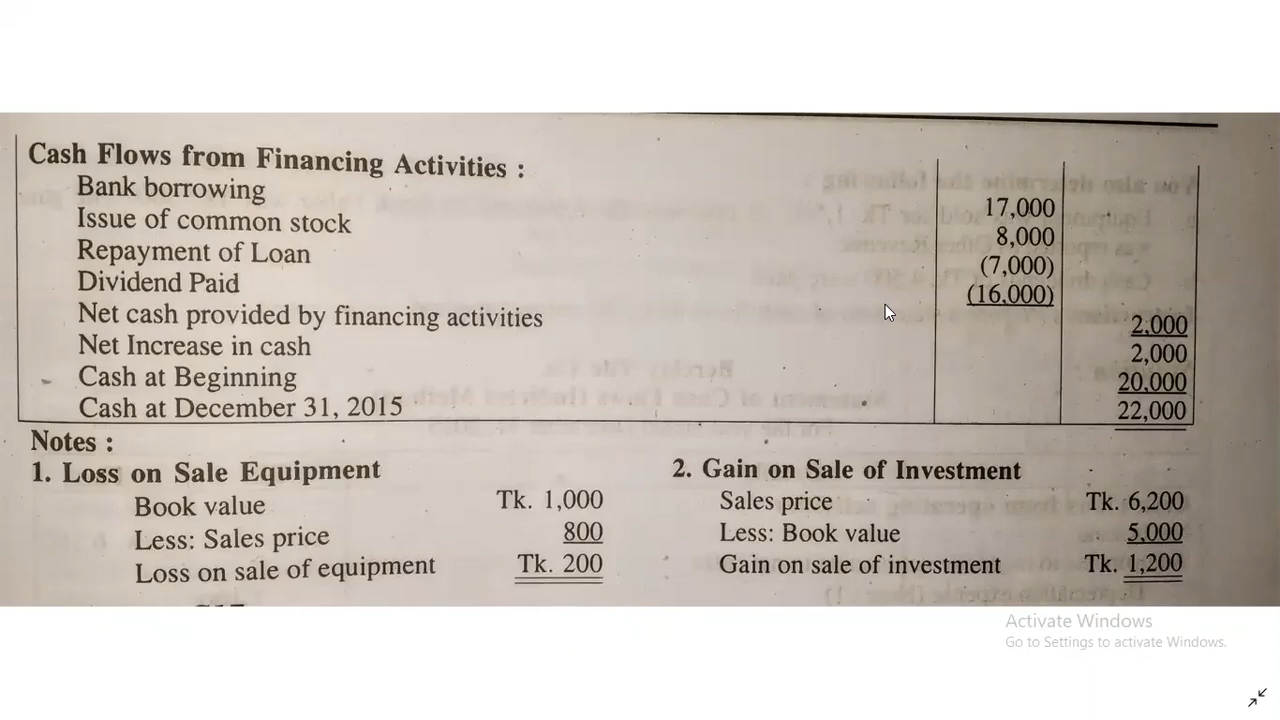 Cash Flows from Financing Activities :
Bank borrowing 17,000
Issue of common stock 8,000
Repayment of Loan (7,000)
Dividend Paid (16,000)
Net cash provided by financing activities 2,000
Net Increase in cash 2,000
Cash at Beginning 20,000
Cash at December 31, 2015 22,000
Notes :
1. Loss on Sale Equipment
Book value Tk. 1,000
Less: Sales price 800
Loss on sale of equipment Tk. 200
2. Gain on Sale of Investment
Sales price Tk. 6,200
Less: Book value 5,000
Gain on sale of investment Tk. 1,200
Activate Windows
Go to Settings to activate Windows.